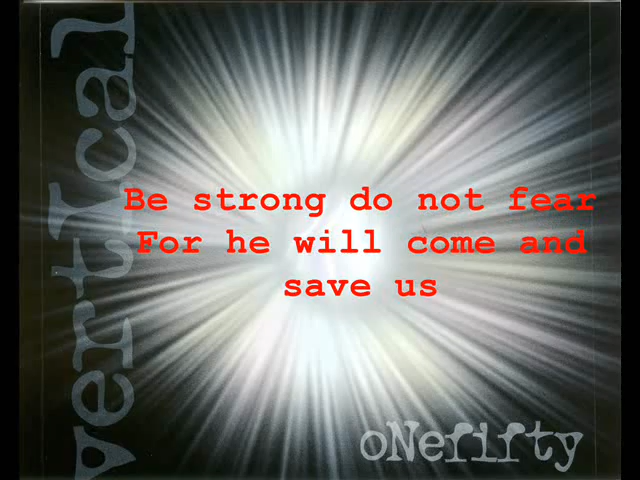 vertIcal
Be strong do not fear
For he will come and
save us
oNefifty